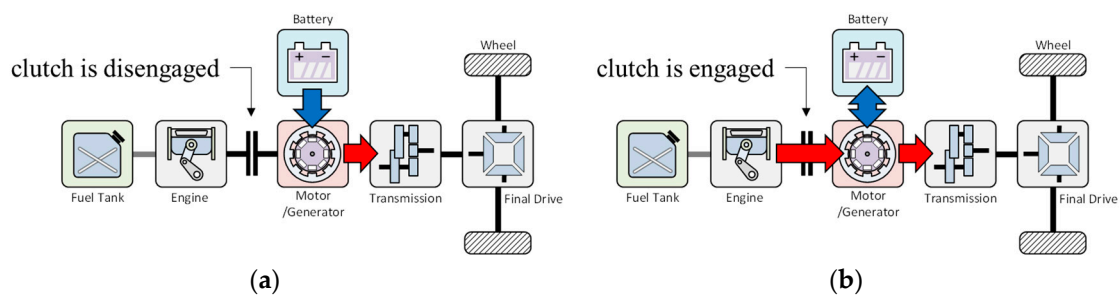 Battery
Wheel
clutch is disengaged
+ −
Fuel Tank
Engine
Motor
/Generator
Transmission
Final Drive
(a)
Battery
Wheel
clutch is engaged
+ −
Fuel Tank
Engine
Motor
/Generator
Transmission
Final Drive
(b)